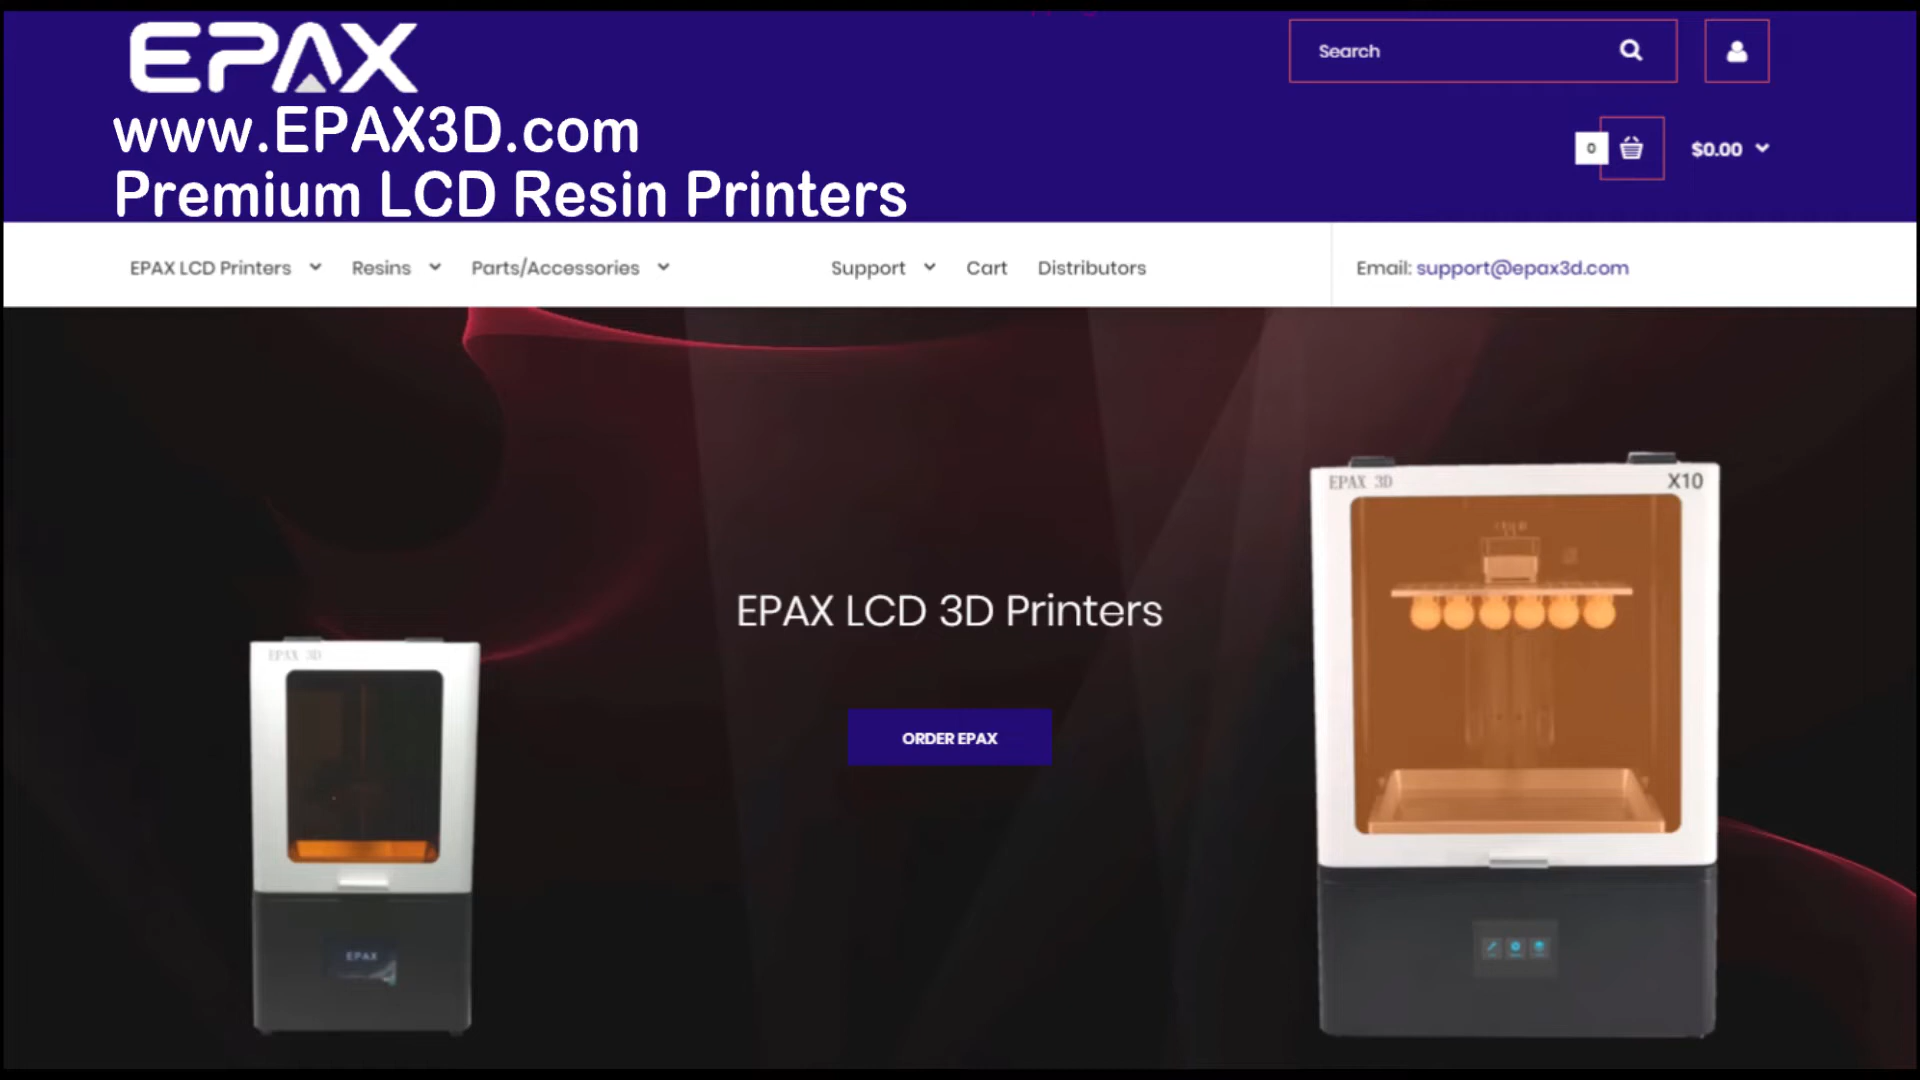 EPAX
www.EPAX3D.com
Premium LCD Resin Printers
Search
0
$0.00
EPAX LCD Printers
Resins
Parts/Accessories
Support
Cart
Distributors
Email: support@epax3d.com
EPAX 3D
X10
EPAX LCD 3D Printers
EPAX 3D
ORDER EPAX
EPAX